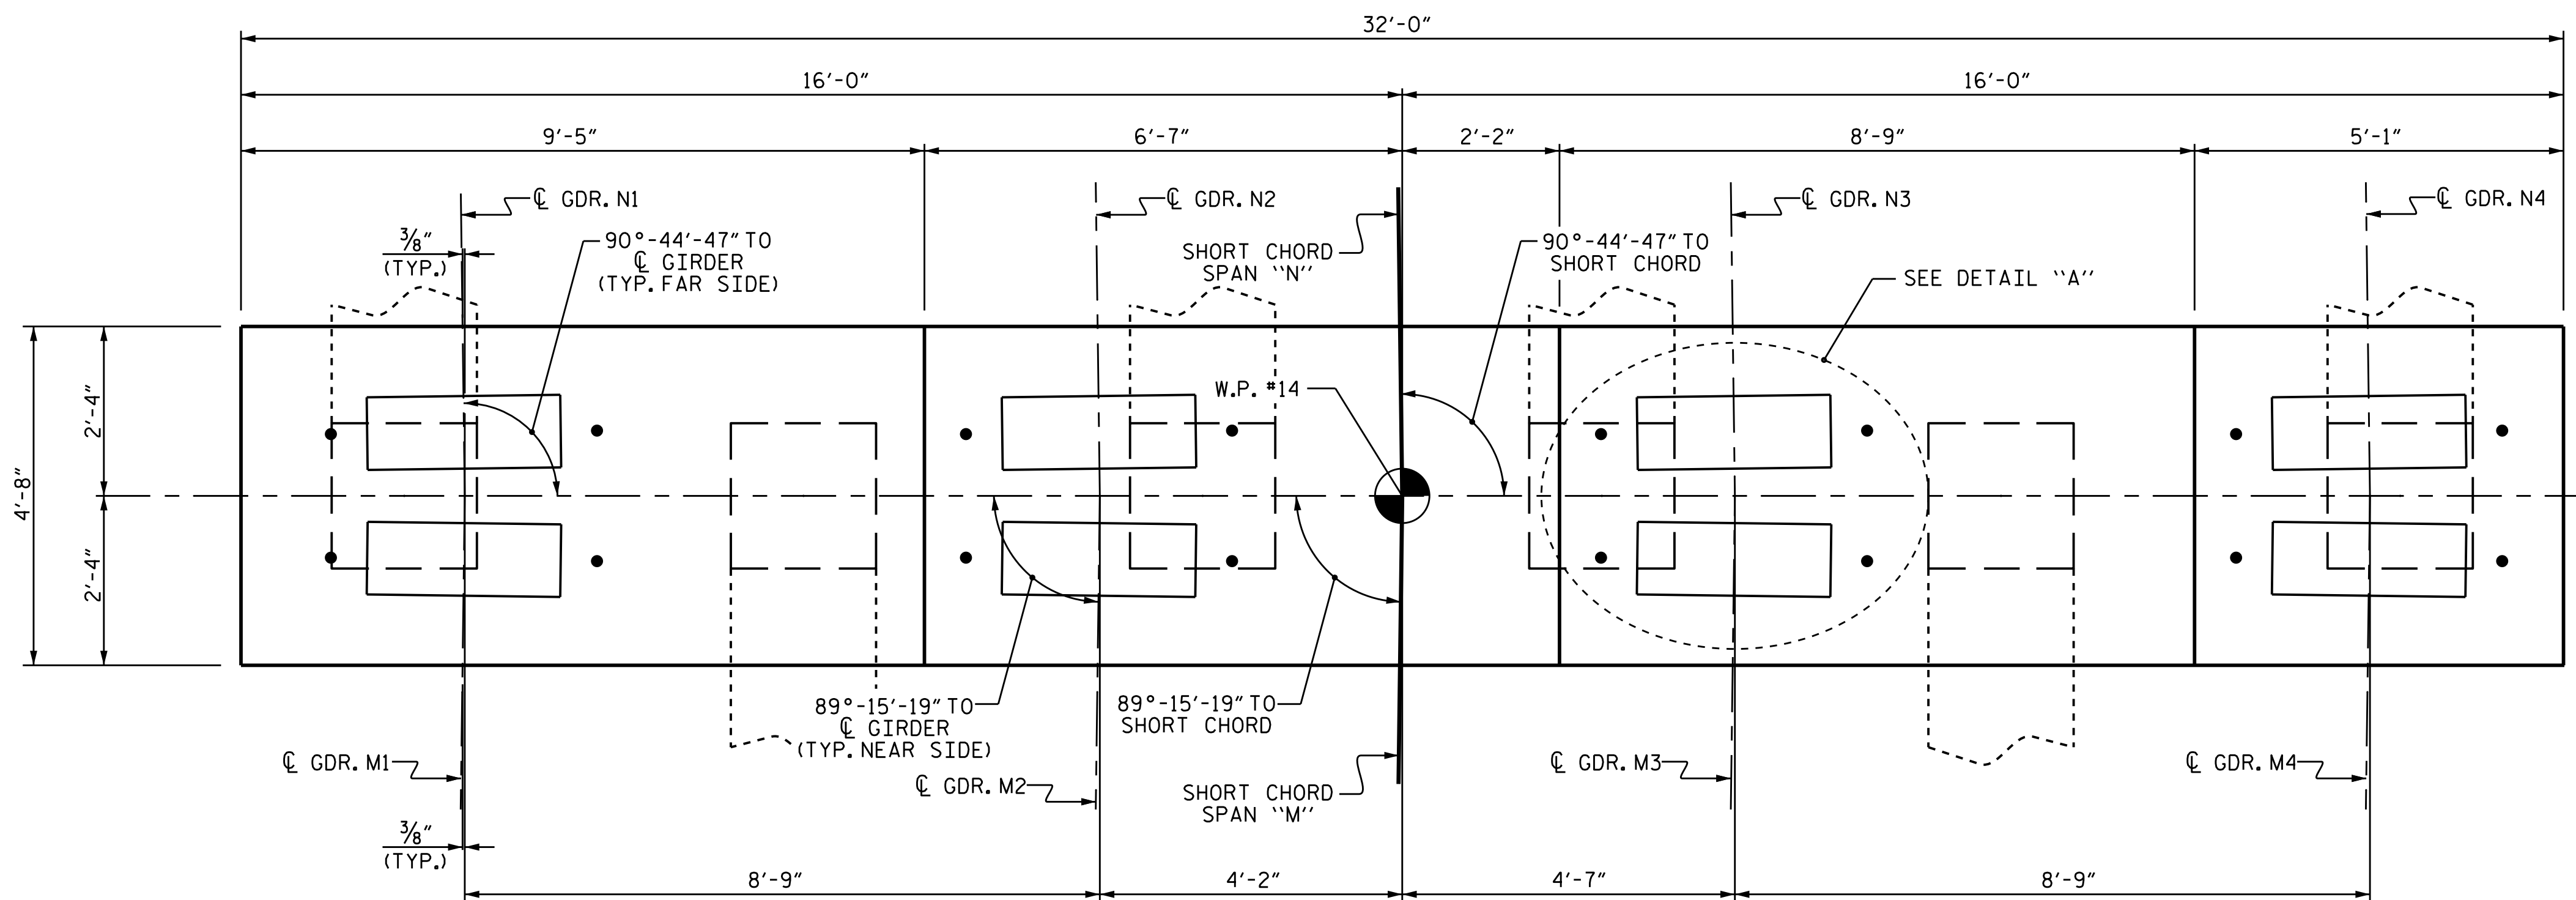 32'-0"
16'-0"
16'-0"
9'-5"
6'-7"
2'-2"
8'-9"
5'-1"
℄ GDR. N1
℄ GDR. N2
℄ GDR. N3
℄ GDR. N4
3/8"
(TYP.)
90°-44'-47" TO
℄ GIRDER
(TYP. FAR SIDE)
SHORT CHORD
SPAN "N"
90°-44'-47" TO
SHORT CHORD
SEE DETAIL "A"
W.P. #14
4'-8"
2'-4"
2'-4"
89°-15'-19" TO
℄ GIRDER
(TYP. NEAR SIDE)
89°-15'-19" TO
SHORT CHORD
℄ GDR. M1
℄ GDR. M2
SHORT CHORD
SPAN "M"
℄ GDR. M3
℄ GDR. M4
3/8"
(TYP.)
8'-9"
4'-2"
4'-7"
8'-9"